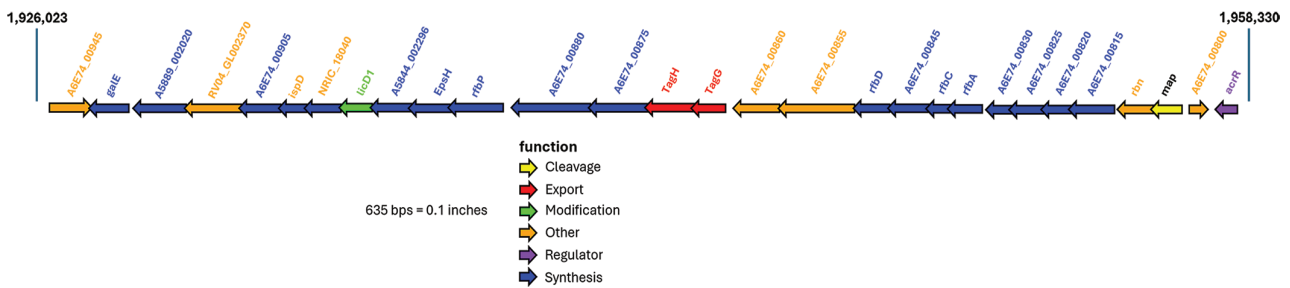 1,926,023
1,958,330
A6E74_00945
galE
A5889_002020
RV04_GL002370
A6E74_00905
ispD
NRIC_18040
licD1
A5844_002296
EpsH
rfbP
A6E74_00880
A6E74_00875
TagH
TagG
A6E74_00860
A6E74_00855
rfbD
A6E74_00845
rfbC
rfbA
A6E74_00830
A6E74_00825
A6E74_00820
A6E74_00815
rbn
map
A6E74_00800
acrR
function
Cleavage
Export
635 bps = 0.1 inches
Modification
Other
Regulator
Synthesis